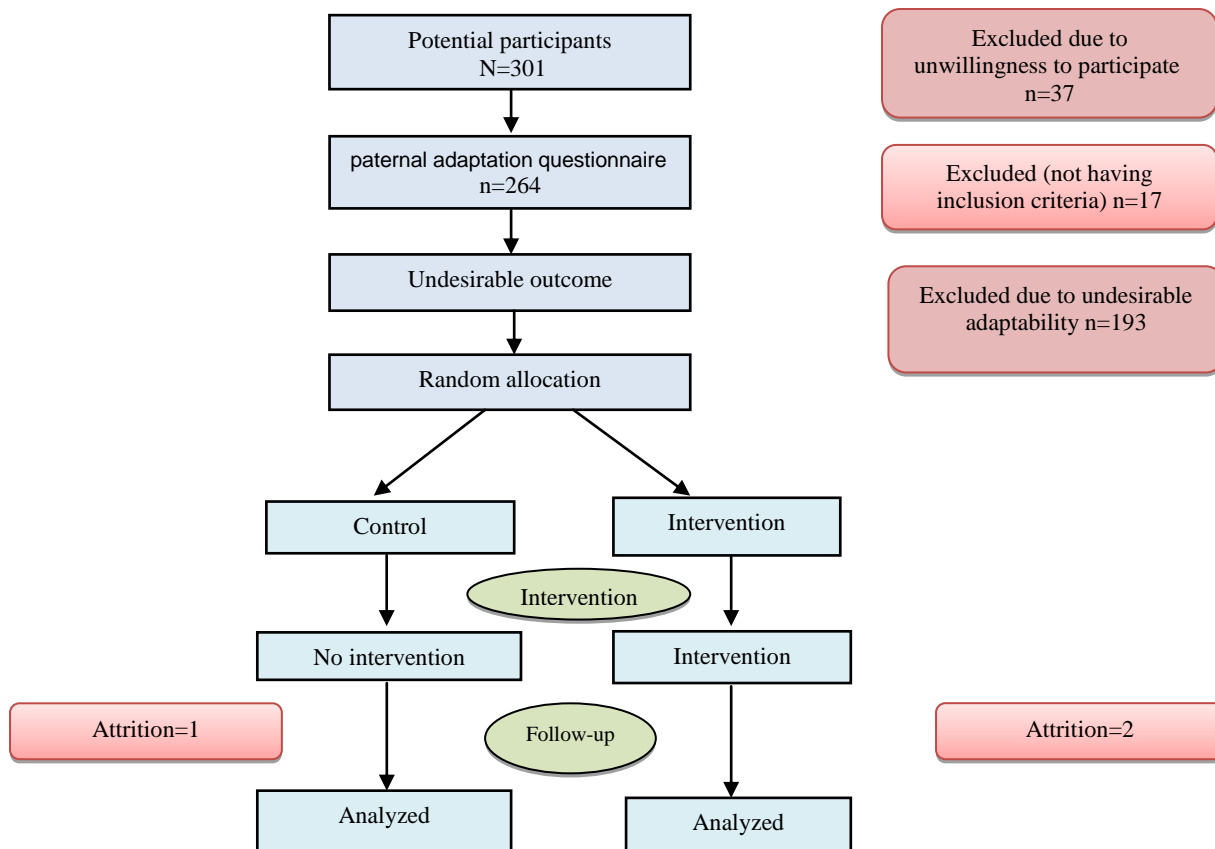 Potential participants
N=301
Excluded due to
unwillingness to participate
n=37
paternal adaptation questionnaire
n=264
Excluded (not having
inclusion criteria) n=17
Undesirable outcome
Excluded due to undesirable
adaptability n=193
Random allocation
Control
Intervention
Intervention
No intervention
Intervention
Attrition=1
Follow-up
Attrition=2
Analyzed
Analyzed